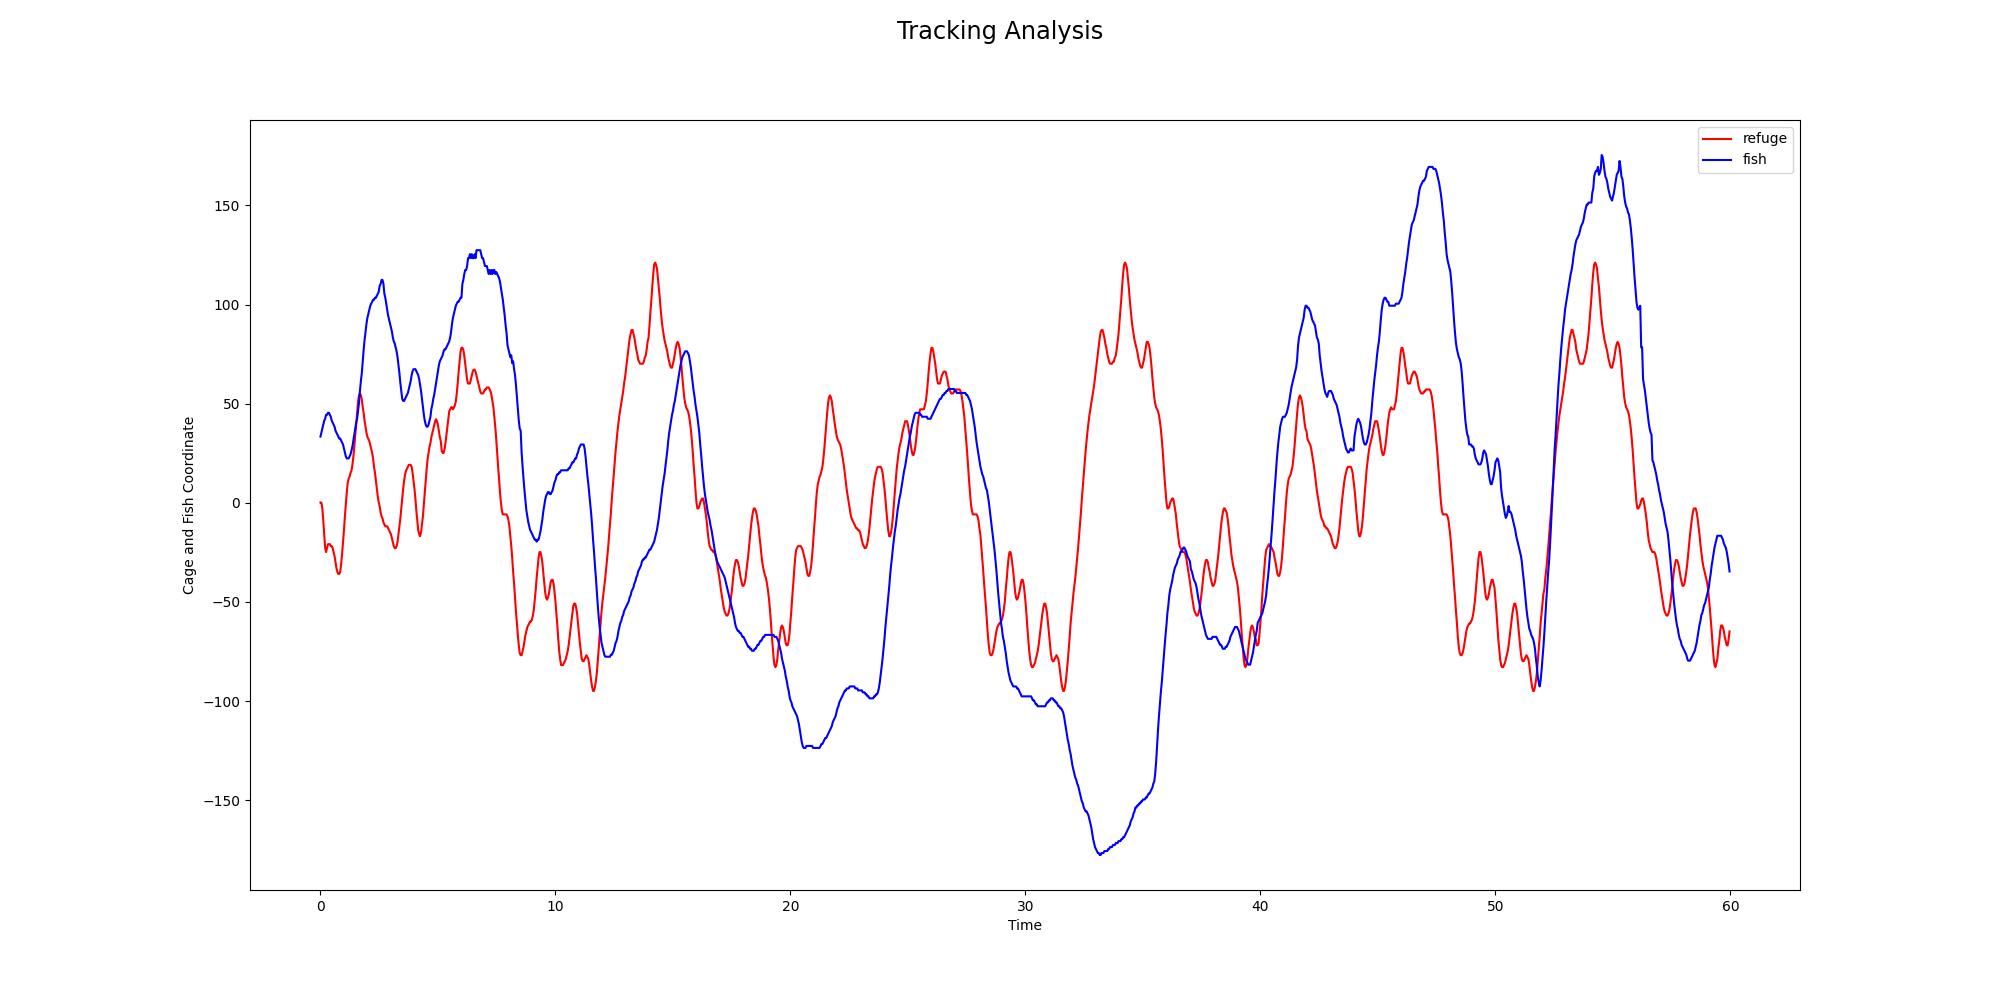 Tracking Analysis
refuge
fish
150
100
50
0
−50
−100
−150
Cage and Fish Coordinate
0 10 20 30 40 50 60
Time